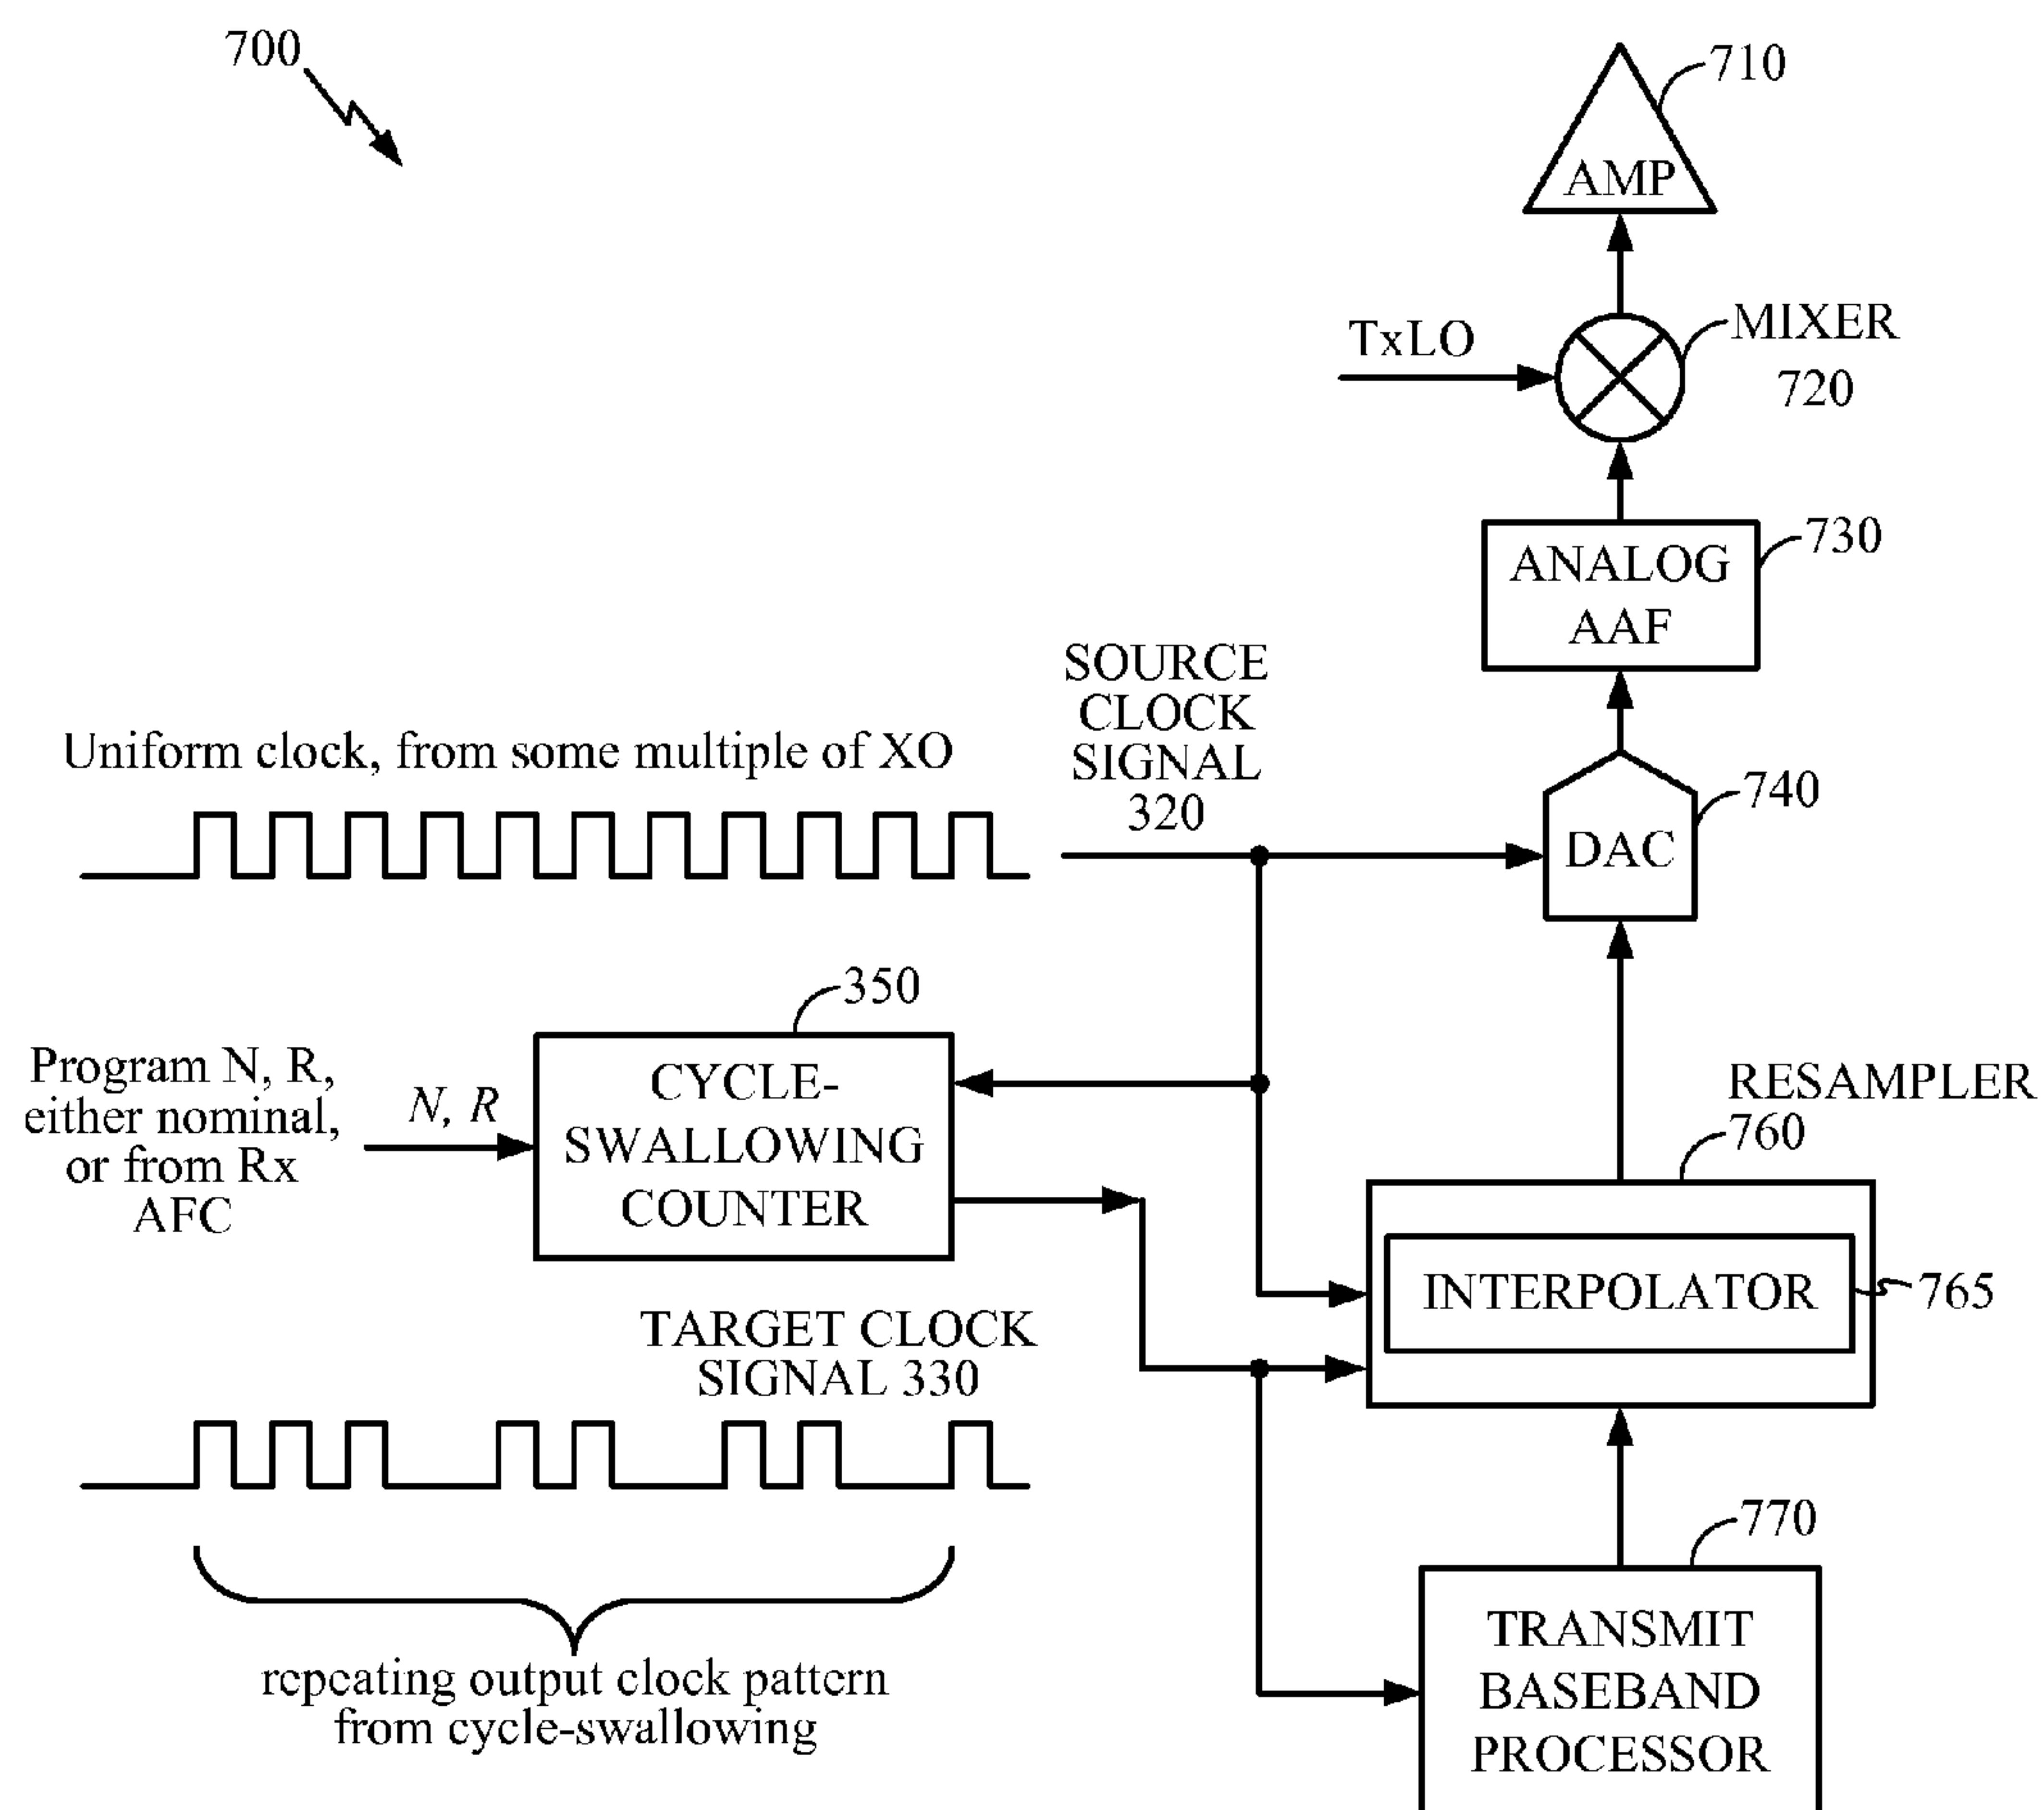 700
710
AMP
TxLO
MIXER
720
730
ANALOG
AAF
SOURCE
CLOCK
SIGNAL
320
Uniform clock, from some multiple of XO
740
DAC
350
Program N, R,
either nominal,
or from Rx
AFC
N, R
CYCLE-
SWALLOWING
COUNTER
RESAMPLER
760
INTERPOLATOR
765
TARGET CLOCK
SIGNAL 330
770
repeating output clock pattern
from cycle-swallowing
TRANSMIT
BASEBAND
PROCESSOR